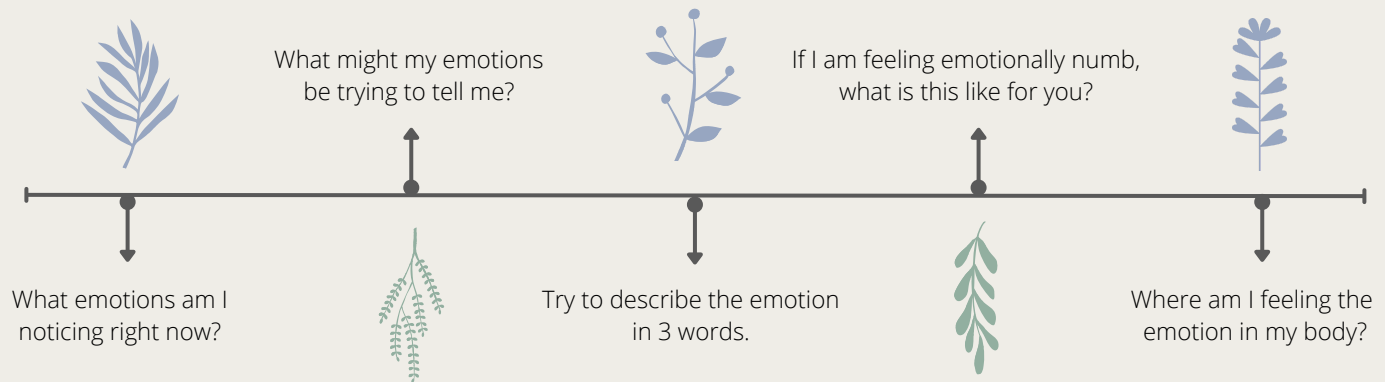 What emotions am I
noticing right now?
What might my emotions
be trying to tell me?
Try to describe the emotion
in 3 words.
If I am feeling emotionally numb,
what is this like for you?
Where am I feeling the
emotion in my body?